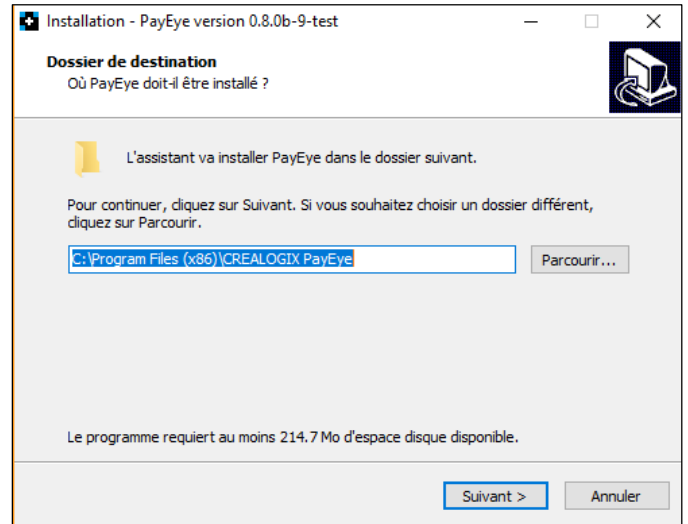 Installation - PayEye version 0.8.0b-9-test
Dossier de destination
Où PayEye doit-il être installé ?
L'assistant va installer PayEye dans le dossier suivant.
Pour continuer, cliquez sur Suivant. Si vous souhaitez choisir un dossier différent,
cliquez sur Parcourir.
C:\Program Files (x86)\CREALOGIX PayEye
Parcourir...
Le programme requiert au moins 214.7 Mo d'espace disque disponible.
Suivant >
Annuler